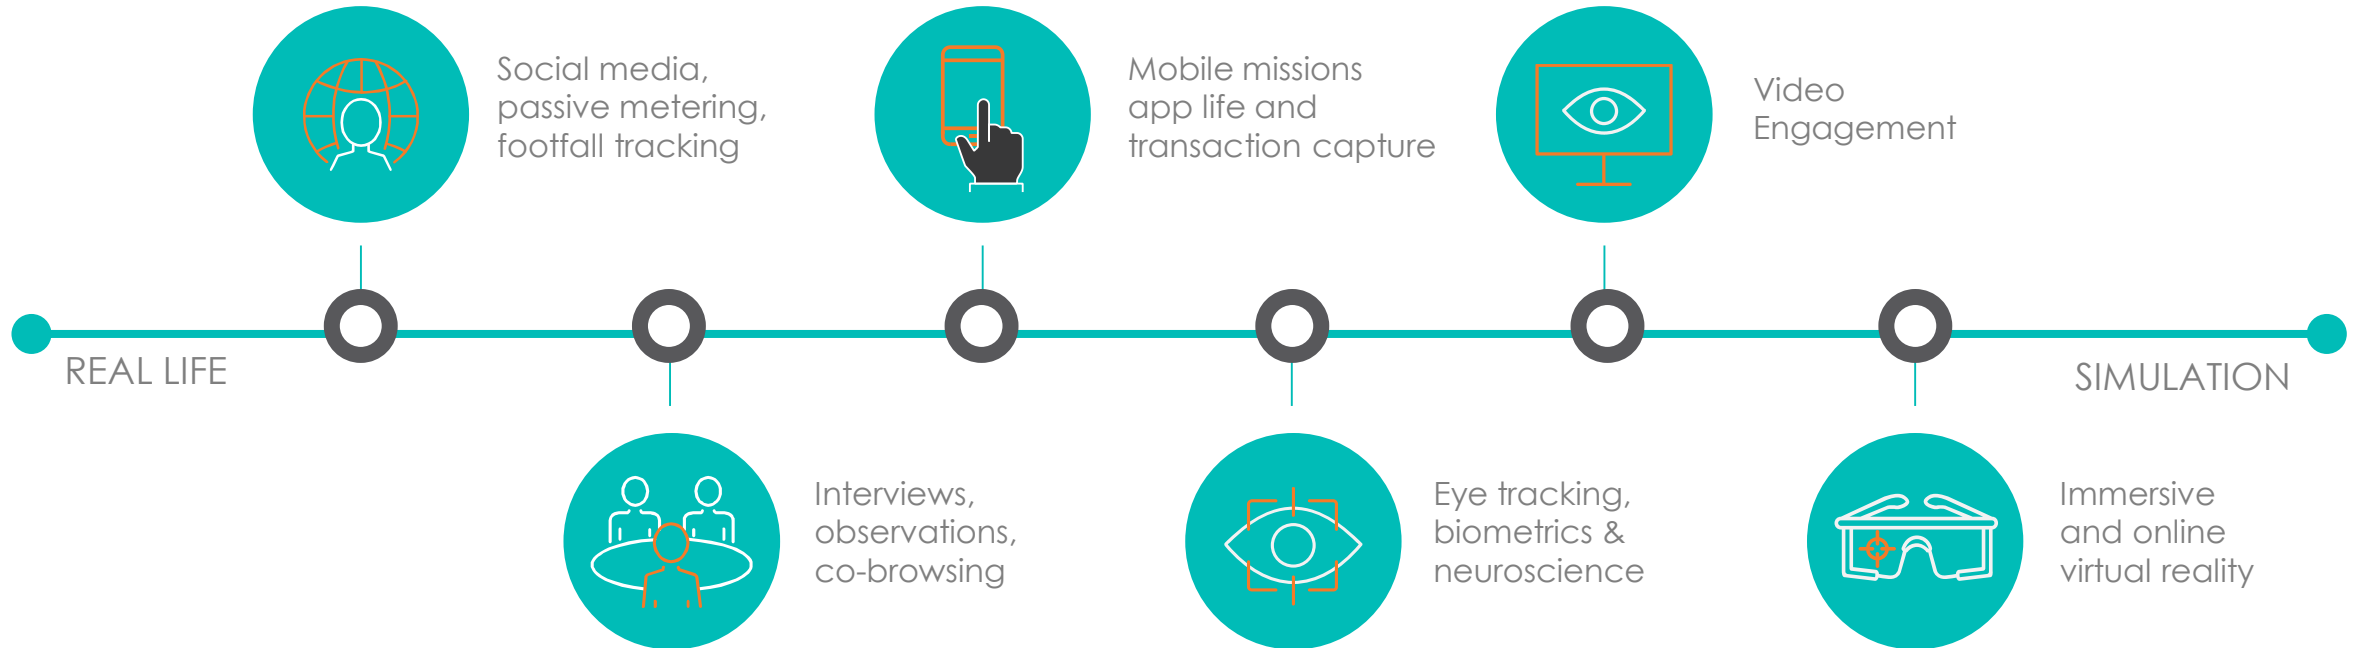 Social media,
passive metering,
footfall tracking
Mobile missions
app life and
transaction capture
Video
Engagement
REAL LIFE
SIMULATION
Interviews,
observations,
co-browsing
Eye tracking,
biometrics &
neuroscience
Immersive
and online
virtual reality